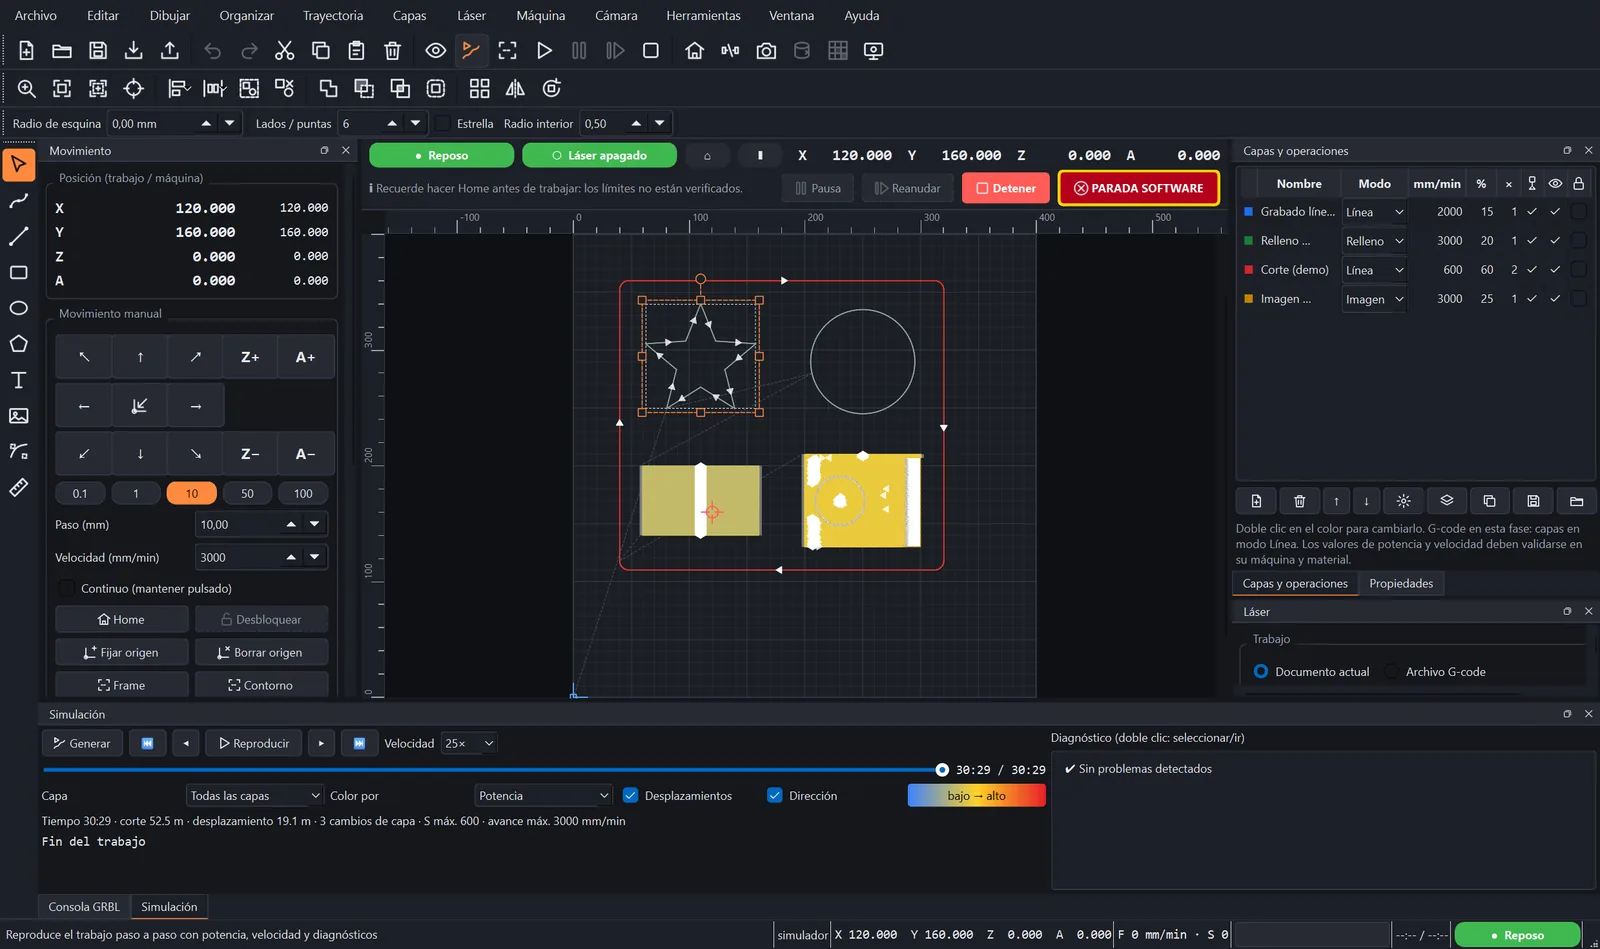 Archivo Editar Dibujar Organizar Trayectoria Capas Láser Máquina Cámara Herramientas Ventana Ayuda
Radio de esquina 0,00 mm Lados / puntas 6 Estrella Radio interior 0,50
Movimiento
Posición (trabajo / máquina)
X 120.000 120.000
Y 160.000 160.000
Z 0.000 0.000
A 0.000 0.000
Movimiento manual
↖ ↑ ↗ Z+ A+
← →
↙ ↓ ↘ Z− A−
0.1 1 10 50 100
Paso (mm) 10,00
Velocidad (mm/min) 3000
Continuo (mantener pulsado)
Home Desbloquear
Fijar origen Borrar origen
Frame Contorno
● Reposo ○ Láser apagado X 120.000 Y 160.000 Z 0.000 A 0.000
Recuerde hacer Home antes de trabajar: los límites no están verificados. Pausa Reanudar Detener PARADA SOFTWARE
-100 0 100 200 300 400 500
300
200
100
0
Capas y operaciones
Nombre Modo mm/min % ×
Grabado líne... Línea 2000 15 1
Relleno ... Relleno 3000 20 1
Corte (demo) Línea 600 60 2
Imagen ... Imagen 3000 25 1
Doble clic en el color para cambiarlo. G-code en esta fase: capas en
modo Línea. Los valores de potencia y velocidad deben validarse en
su máquina y material.
Capas y operaciones Propiedades
Láser
Trabajo
Documento actual Archivo G-code
Simulación
Generar Reproducir Velocidad 25×
30:29 / 30:29
Capa Todas las capas Color por Potencia Desplazamientos Dirección bajo → alto
Tiempo 30:29 · corte 52.5 m · desplazamiento 19.1 m · 3 cambios de capa · S máx. 600 · avance máx. 3000 mm/min
Fin del trabajo
Diagnóstico (doble clic: seleccionar/ir)
✔ Sin problemas detectados
Consola GRBL Simulación
Reproduce el trabajo paso a paso con potencia, velocidad y diagnósticos simulador X 120.000 Y 160.000 Z 0.000 A 0.000 F 0 mm/min · S 0 --:-- / --:-- ● Reposo